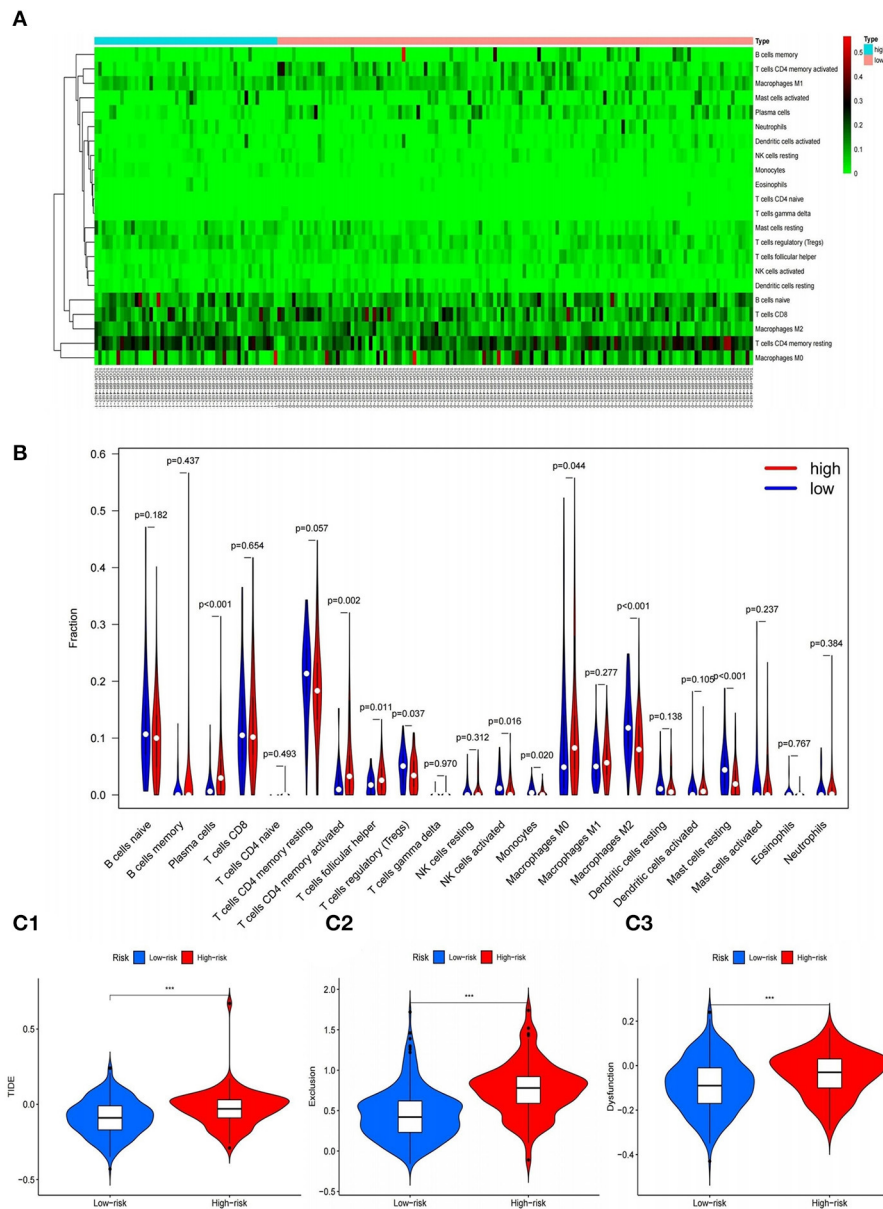 A
Type
B cells memory
T cells CD4 memory activated
Macrophages M1
Mast cells activated
Plasma cells
Neutrophils
Dendritic cells activated
NK cells resting
Monocytes
Eosinophils
T cells CD4 naive
T cells gamma delta
Mast cells resting
T cells regulatory (Tregs)
T cells follicular helper
NK cells activated
Dendritic cells resting
B cells naive
T cells CD8
Macrophages M2
T cells CD4 memory resting
Macrophages M0
0.5
0.4
0.3
0.2
0.1
0
Type
high
low
B
Fraction
0.6
0.5
0.4
0.3
0.2
0.1
0.0
high
low
p=0.182
p=0.437
p<0.001
p=0.654
p=0.493
p=0.057
p=0.002
p=0.011
p=0.037
p=0.970
p=0.312
p=0.016
p=0.020
p=0.044
p=0.277
p<0.001
p=0.138
p=0.105
p<0.001
p=0.237
p=0.767
p=0.384
B cells naive
B cells memory
Plasma cells
T cells CD8
T cells CD4 naive
T cells CD4 memory resting
T cells CD4 memory activated
T cells follicular helper
T cells regulatory (Tregs)
T cells gamma delta
NK cells resting
NK cells activated
Monocytes
Macrophages M0
Macrophages M1
Macrophages M2
Dendritic cells resting
Dendritic cells activated
Mast cells resting
Mast cells activated
Eosinophils
Neutrophils
C1
Risk Low-risk High-risk
***
TIDE
0.5
0.0
-0.5
Low-risk High-risk
C2
Risk Low-risk High-risk
***
Exclusion
2.0
1.5
1.0
0.5
0.0
-0.5
Low-risk High-risk
C3
Risk Low-risk High-risk
***
Dysfunction
0.2
-0.0
-0.2
-0.4
Low-risk High-risk